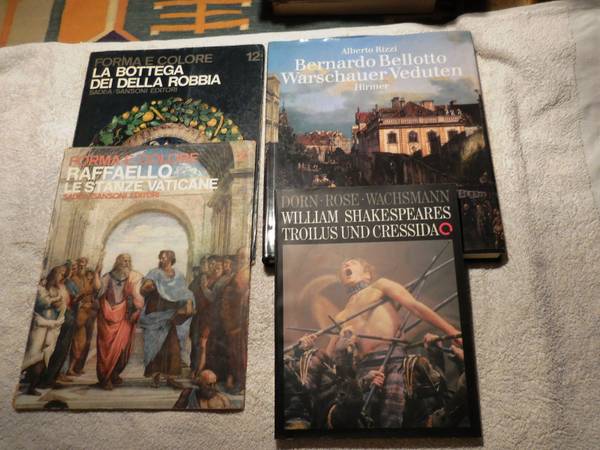 FORMA E COLORE 12
LA BOTTEGA
DEI DELLA ROBBIA
SADEA/SANSONI EDITORI
FORMA E COLORE
RAFFAELLO
LE STANZE VATICANE
SADEA/SANSONI EDITORI
Alberto Rizzi
Bernardo Bellotto
Warschauer Veduten
Hirmer
DORN·ROSE·WACHSMANN
WILLIAM SHAKESPEARES
TROILUS UND CRESSIDA